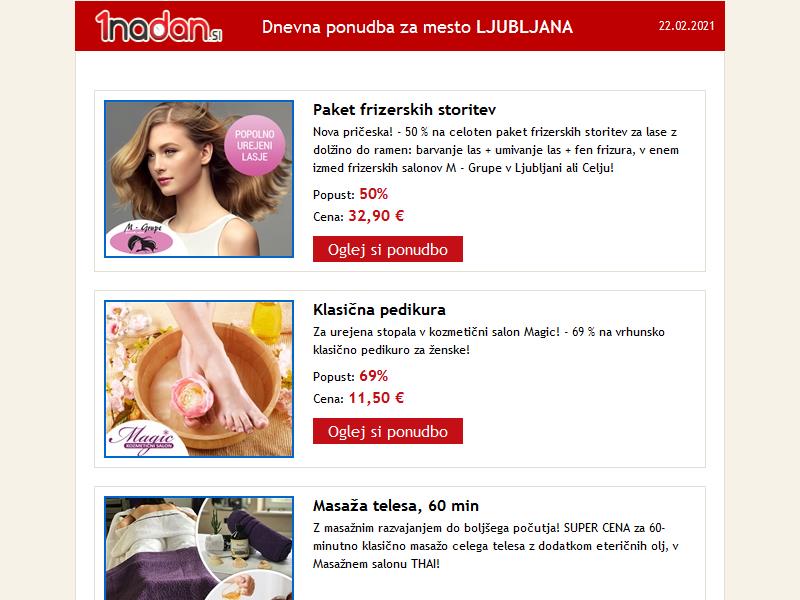 1nadan.si
Dnevna ponudba za mesto LJUBLJANA
22.02.2021
POPOLNO
UREJENI
LASJE
M - Grupe
Paket frizerskih storitev
Nova pričeska! - 50 % na celoten paket frizerskih storitev za lase z
dolžino do ramen: barvanje las + umivanje las + fen frizura, v enem
izmed frizerskih salonov M - Grupe v Ljubljani ali Celju!
Popust: 50%
Cena: 32,90 €
Oglej si ponudbo
Magic
KOZMETIČNI SALON
Klasična pedikura
Za urejena stopala v kozmetični salon Magic! - 69 % na vrhunsko
klasično pedikuro za ženske!
Popust: 69%
Cena: 11,50 €
Oglej si ponudbo
Masaža telesa, 60 min
Z masažnim razvajanjem do boljšega počutja! SUPER CENA za 60-
minutno klasično masažo celega telesa z dodatkom eteričnih olj, v
Masažnem salonu THAI!